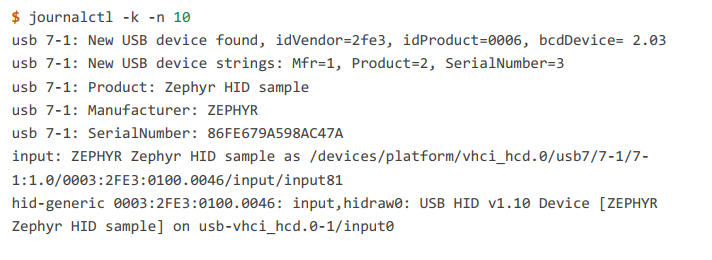 $ journalctl -k -n 10
usb 7-1: New USB device found, idVendor=2fe3, idProduct=0006, bcdDevice= 2.03
usb 7-1: New USB device strings: Mfr=1, Product=2, SerialNumber=3
usb 7-1: Product: Zephyr HID sample
usb 7-1: Manufacturer: ZEPHYR
usb 7-1: SerialNumber: 86FE679A598AC47A
input: ZEPHYR Zephyr HID sample as /devices/platform/vhci_hcd.0/usb7/7-1/7-
1:1.0/0003:2FE3:0100.0046/input/input81
hid-generic 0003:2FE3:0100.0046: input,hidraw0: USB HID v1.10 Device [ZEPHYR
Zephyr HID sample] on usb-vhci_hcd.0-1/input0